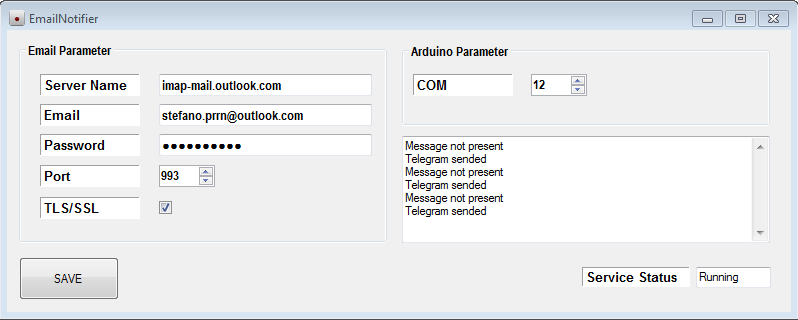 EmailNotifier
Email Parameter
Server Name imap-mail.outlook.com
Email stefano.prrn@outlook.com
Password ●●●●●●●●●●
Port 993
TLS/SSL
SAVE
Arduino Parameter
COM 12
Message not present
Telegram sended
Message not present
Telegram sended
Message not present
Telegram sended
Service Status Running